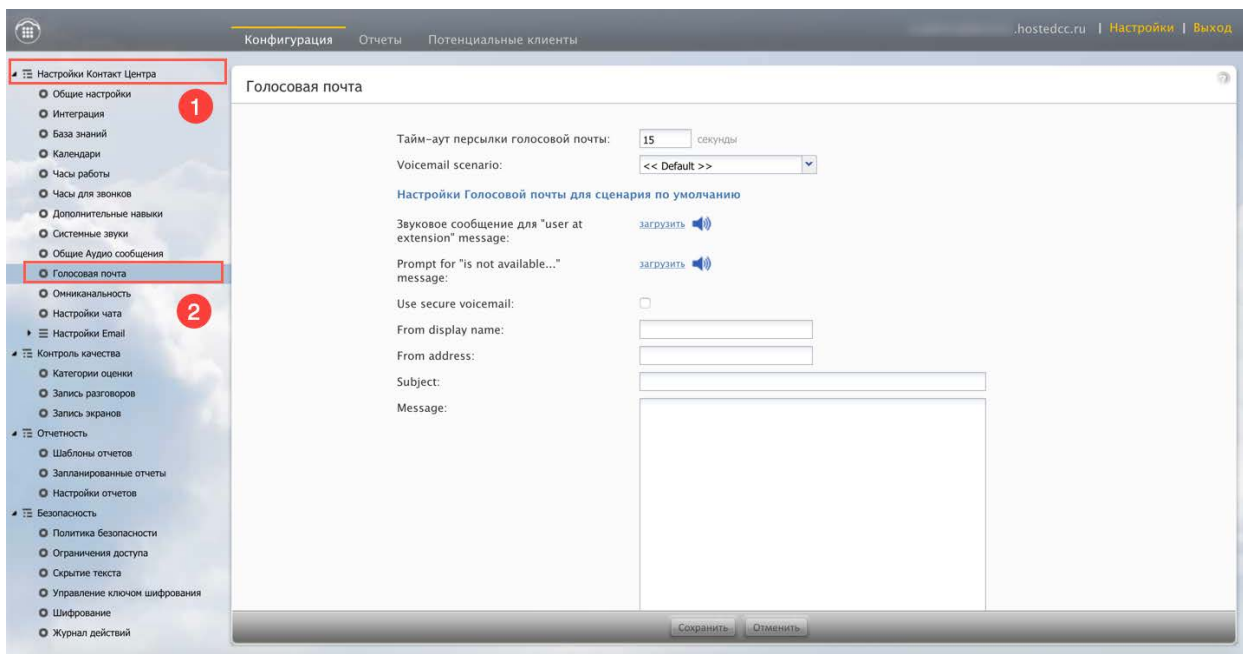 Конфигурация Отчеты Потенциальные клиенты
.hostedcc.ru | Настройки | Выход
Настройки Контакт Центра
Общие настройки
1
Интеграция
База знаний
Календари
Часы работы
Часы для звонков
Дополнительные навыки
Системные звуки
Общие Аудио сообщения
Голосовая почта
Омниканальность
2
Настройки чата
Настройки Email
Контроль качества
Категории оценки
Запись разговоров
Запись экранов
Отчетность
Шаблоны отчетов
Запланированные отчеты
Настройки отчетов
Безопасность
Политика безопасности
Ограничения доступа
Скрытие текста
Управление ключом шифрования
Шифрование
Журнал действий
Голосовая почта
?
Тайм-аут персылки голосовой почты: 15 секунды
Voicemail scenario: << Default >>
Настройки Голосовой почты для сценария по умолчанию
Звуковое сообщение для "user at
extension" message:
загрузить
Prompt for "is not available..."
message:
загрузить
Use secure voicemail:
From display name:
From address:
Subject:
Message:
Сохранить Отменить